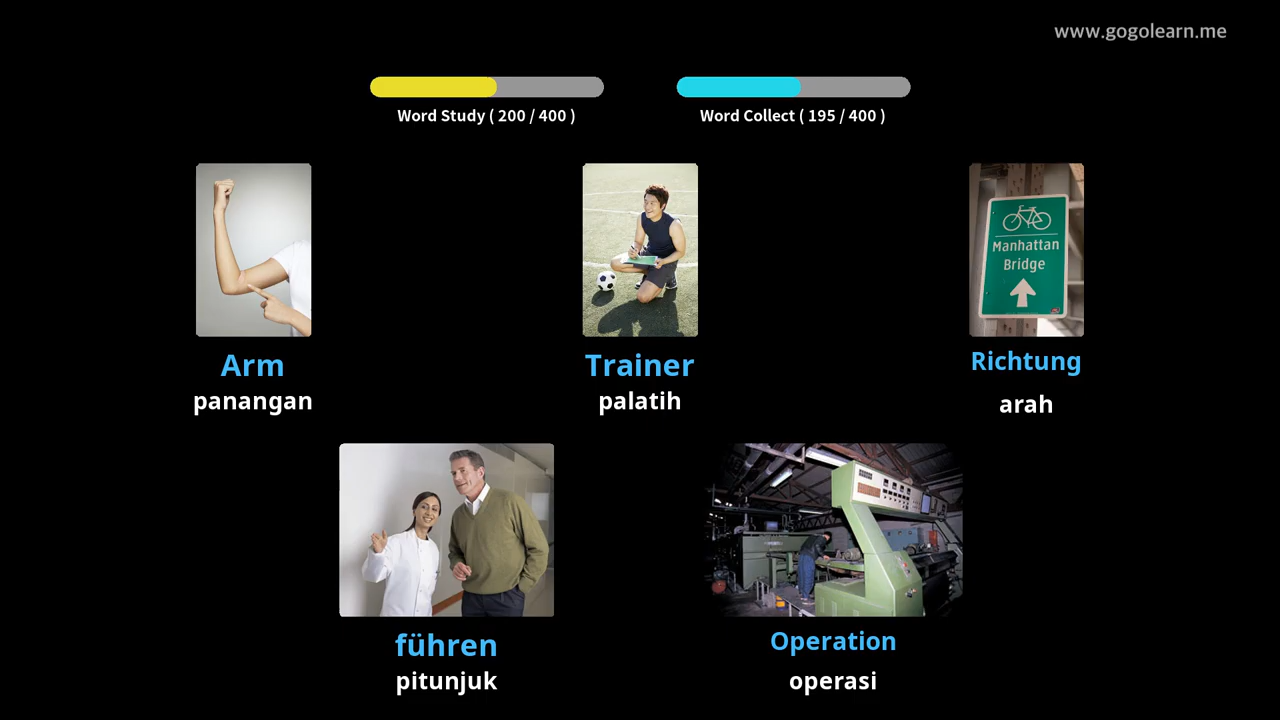 www.gogolearn.me
Word Study ( 200 / 400 )
Word Collect ( 195 / 400 )
Manhattan
Bridge
Arm
panangan
Trainer
palatih
Richtung
arah
führen
pitunjuk
Operation
operasi